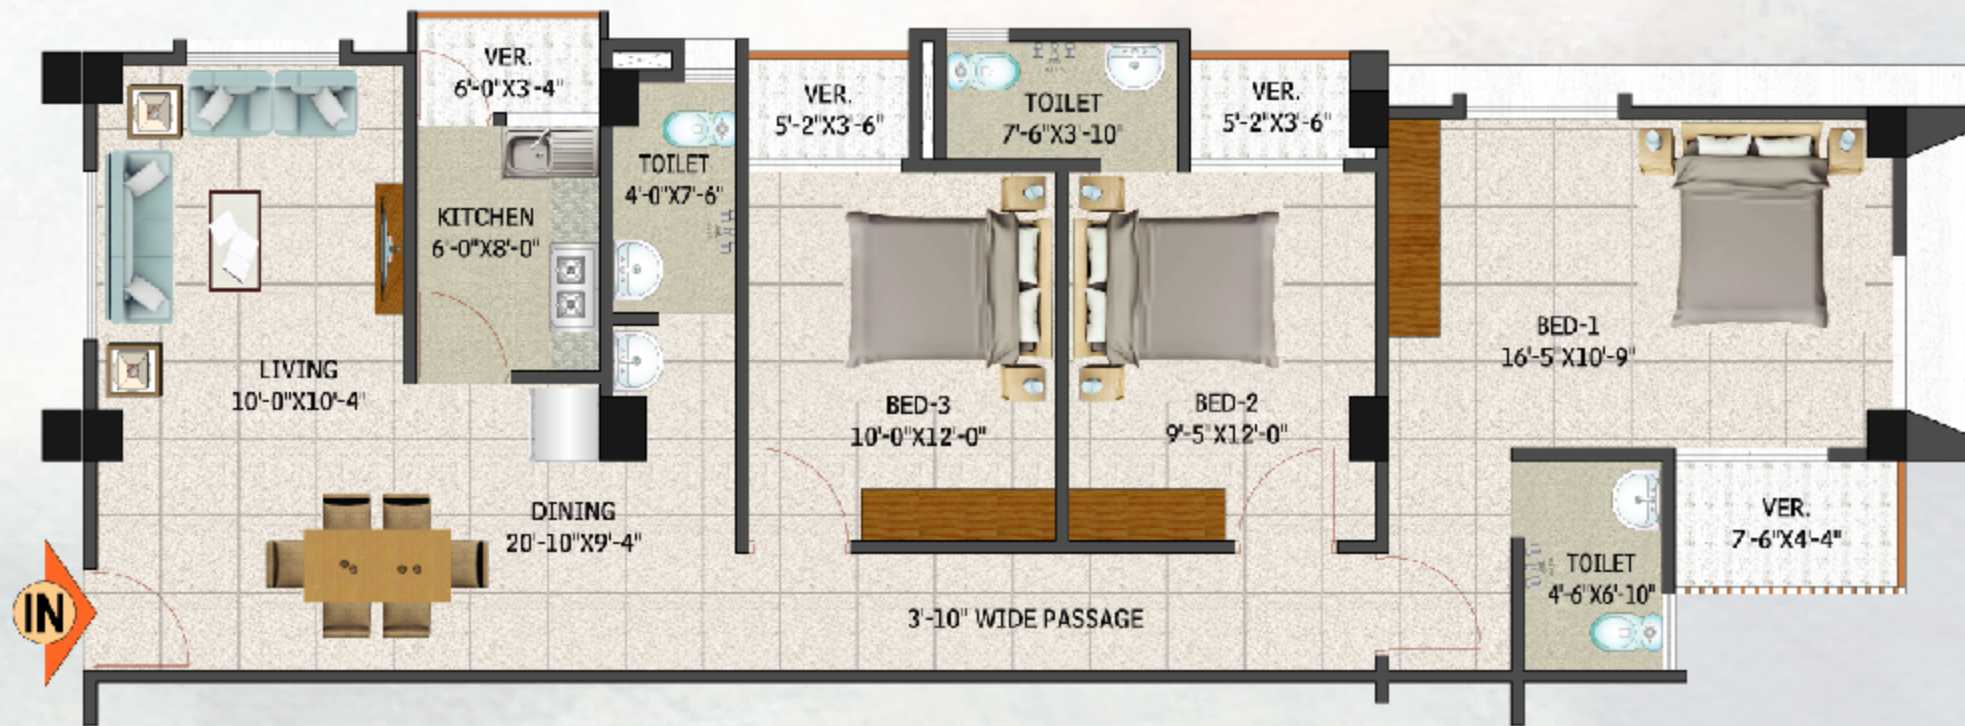 VER.
6'-0"X3'-4"
VER.
5'-2"X3'-6"
TOILET
7'-6"X3'-10"
VER.
5'-2"X3'-6"
TOILET
4'-0"X7'-6"
KITCHEN
6'-0"X8'-0"
LIVING
10'-0"X10'-4"
BED-3
10'-0"X12'-0"
BED-2
9'-5"X12'-0"
BED-1
16'-5"X10'-9"
DINING
20'-10"X9'-4"
VER.
7'-6"X4'-4"
TOILET
4'-6"X6'-10"
IN
3'-10" WIDE PASSAGE